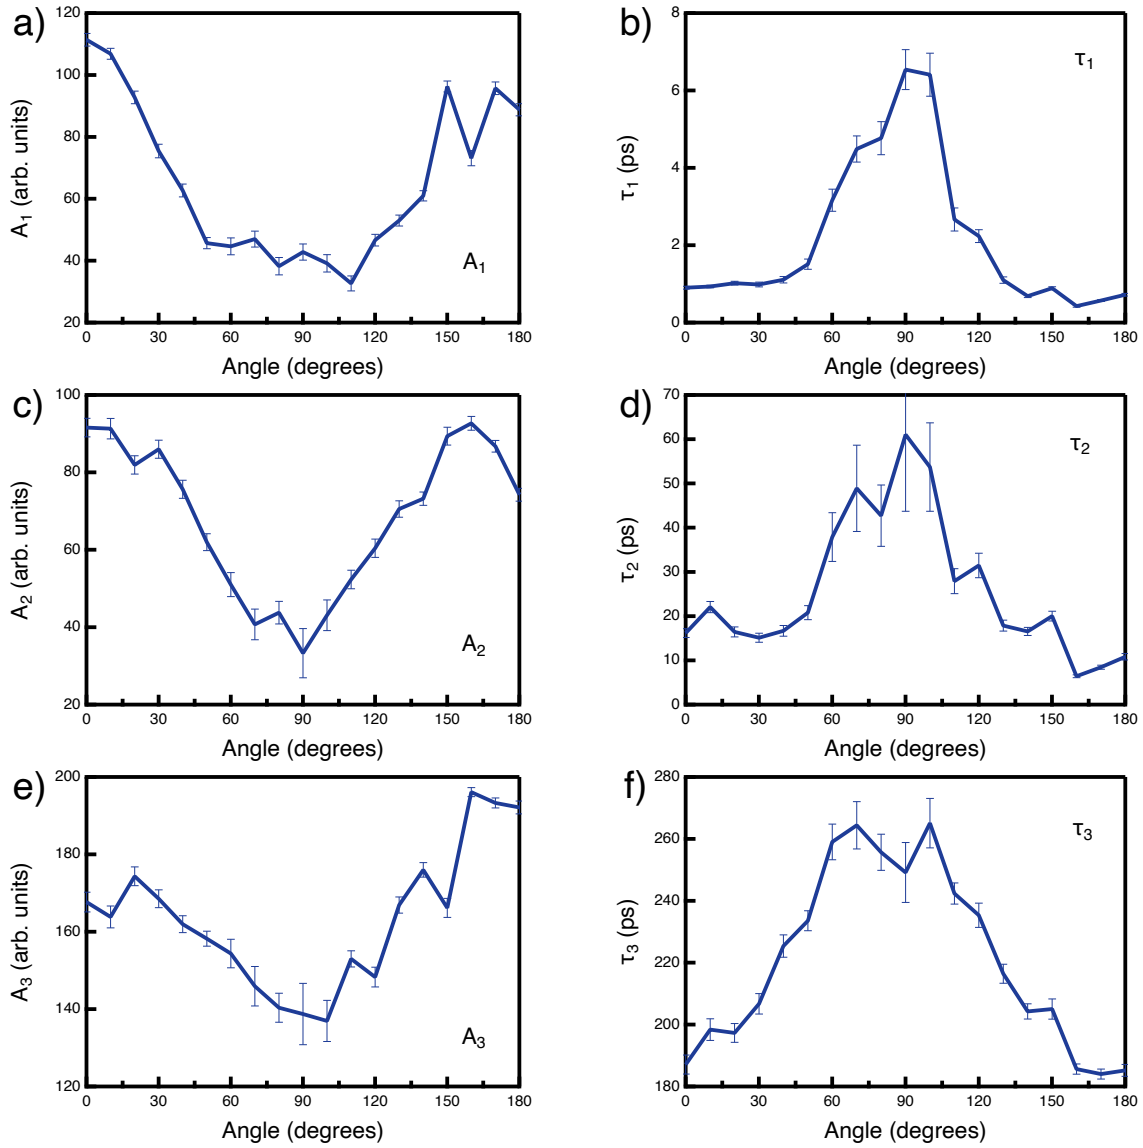 a)
120
100
80
60
40
20
A1 (arb. units)
A1
0 30 60 90 120 150 180
Angle (degrees)
b)
8
6
4
2
0
τ1 (ps)
τ1
0 30 60 90 120 150 180
Angle (degrees)
c)
100
80
60
40
20
A2 (arb. units)
A2
0 30 60 90 120 150 180
Angle (degrees)
d)
70
60
50
40
30
20
10
0
τ2 (ps)
τ2
0 30 60 90 120 150 180
Angle (degrees)
e)
200
180
160
140
120
A3 (arb. units)
A3
0 30 60 90 120 150 180
Angle (degrees)
f)
280
260
240
220
200
180
τ3 (ps)
τ3
0 30 60 90 120 150 180
Angle (degrees)